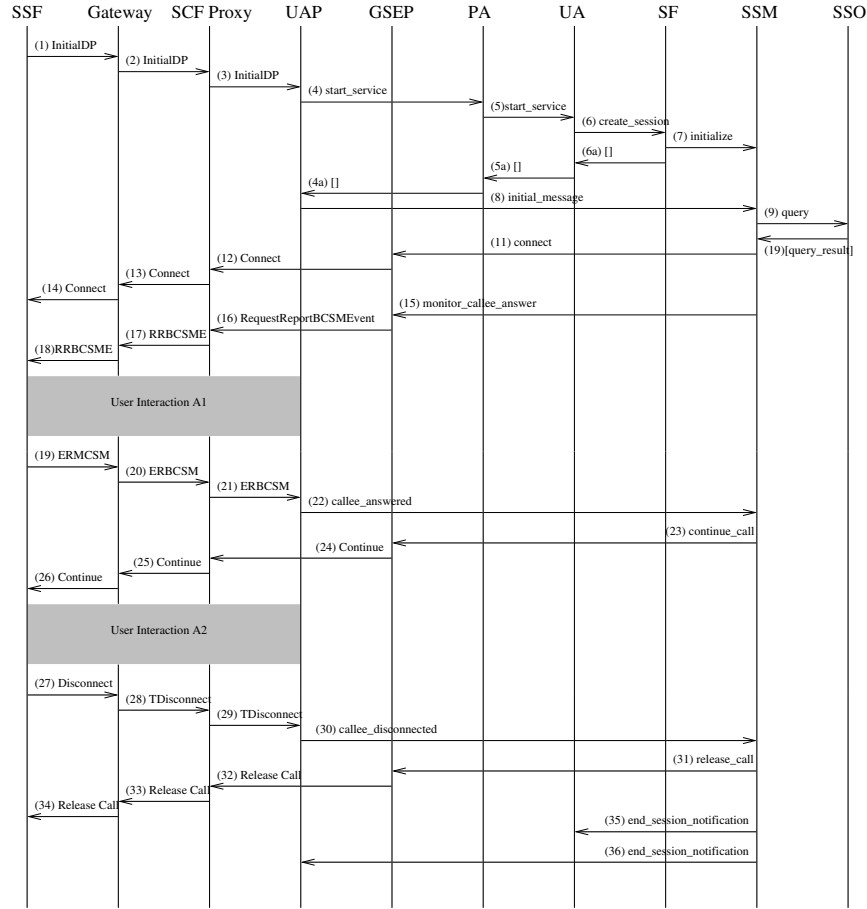 SSF Gateway SCF Proxy UAP GSEP PA UA SF SSM SSO
(1) InitialDP
(2) InitialDP
(3) InitialDP
(4) start_service
(5)start_service
(6) create_session
(7) initialize
(6a) []
(5a) []
(4a) []
(8) initial_message
(9) query
(19)[query_result]
(11) connect
(12) Connect
(13) Connect
(14) Connect
(15) monitor_callee_answer
(16) RequestReportBCSMEvent
(17) RRBCSME
(18)RRBCSME
User Interaction A1
(19) ERMCSM
(20) ERBCSM
(21) ERBCSM
(22) callee_answered
(23) continue_call
(24) Continue
(25) Continue
(26) Continue
User Interaction A2
(27) Disconnect
(28) TDisconnect
(29) TDisconnect
(30) callee_disconnected
(31) release_call
(32) Release Call
(33) Release Call
(34) Release Call
(35) end_session_notification
(36) end_session_notification